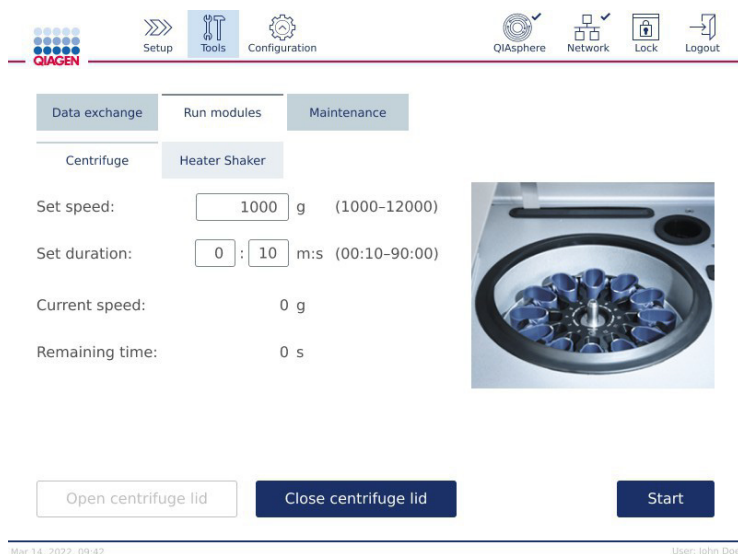 QIAGEN
Setup
Tools
Configuration
QIAsphere
Network
Lock
Logout
Data exchange
Run modules
Maintenance
Centrifuge
Heater Shaker
Set speed: 1000 g (1000–12000)
Set duration: 0 : 10 m:s (00:10–90:00)
Current speed: 0 g
Remaining time: 0 s
Open centrifuge lid
Close centrifuge lid
Start
Mar 14, 2022, 09:42
User: John Doe